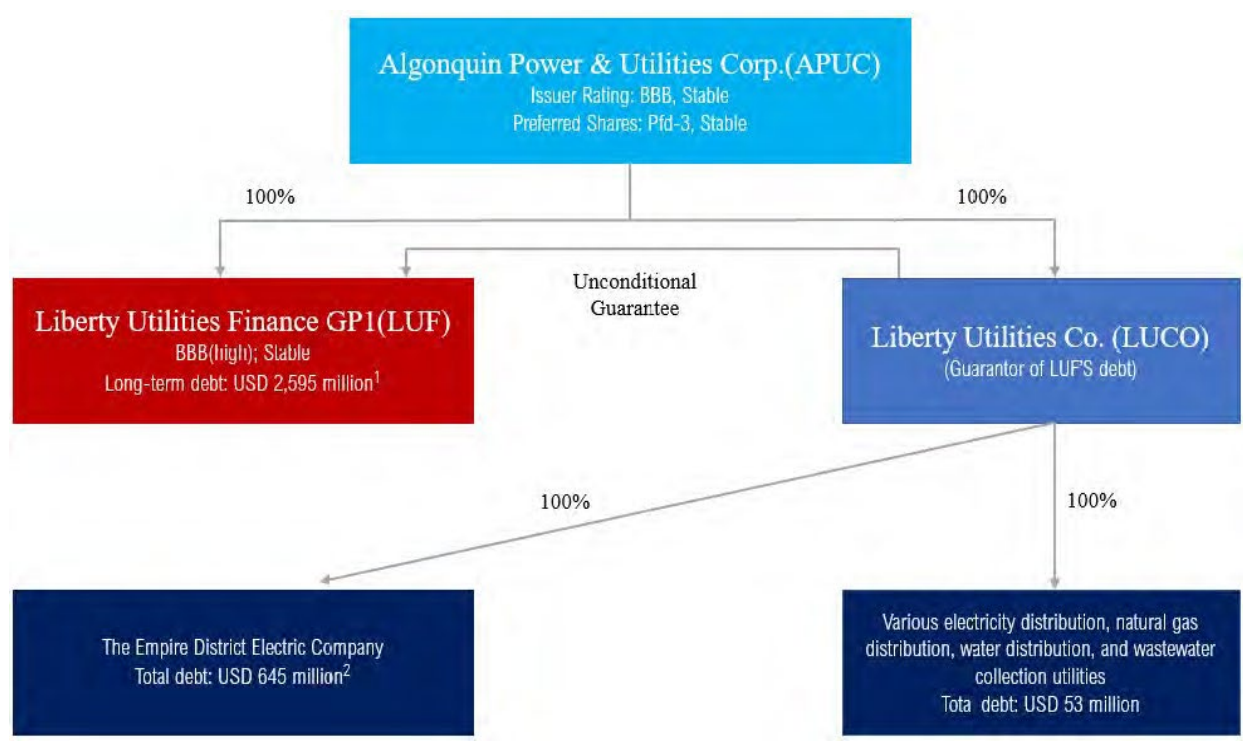 Algonquin Power & Utilities Corp.(APUC)
Issuer Rating: BBB, Stable
Preferred Shares: Pfd-3, Stable
100%
100%
Unconditional
Guarantee
Liberty Utilities Finance GP1(LUF)
BBB(high); Stable
Long-term debt: USD 2,595 million1
Liberty Utilities Co. (LUCO)
(Guarantor of LUF'S debt)
100%
100%
The Empire District Electric Company
Total debt: USD 645 million2
Various electricity distribution, natural gas
distribution, water distribution, and wastewater
collection utilities
Tota debt: USD 53 million